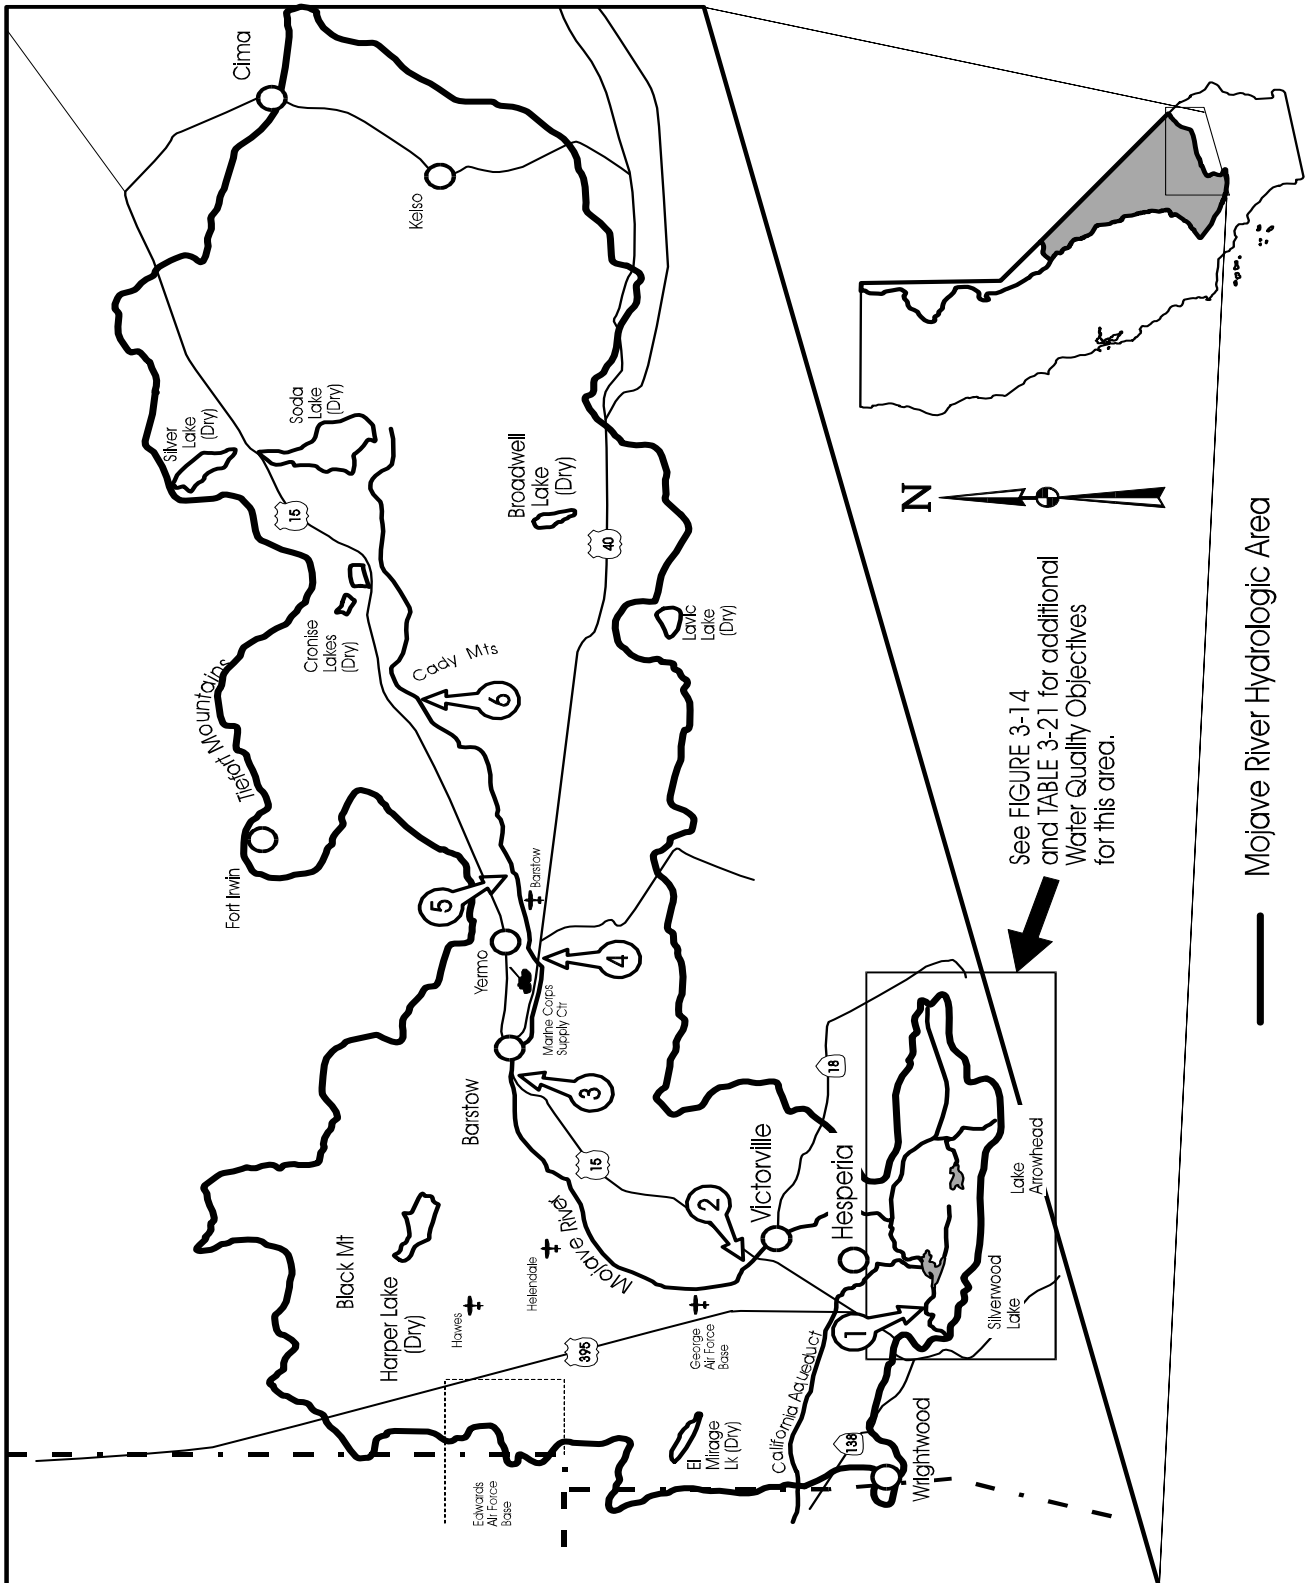 Cima
Kelso
Silver
Lake
(Dry)
Soda
Lake
(Dry)
15
Broadwell
Lake
(Dry)
40
Cronise
Lakes
(Dry)
Cady Mts
6
Lavic
Lake
(Dry)
Tiefort Mountains
Fort Irwin
5
Barstow
Yermo
4
Marine Corps
Supply Ctr
Barstow
3
15
Mojave River
2
Victorville
18
Hesperia
Black Mt
Harper Lake
(Dry)
Hawes
Helendale
George
Air Force
Base
395
1
California Aqueduct
El
Mirage
Lk (Dry)
138
Wrightwood
Edwards
Air Force
Base
Silverwood
Lake
Lake
Arrowhead
N
See FIGURE 3-14
and TABLE 3-21 for additional
Water Quality Objectives
for this area.
Mojave River Hydrologic Area